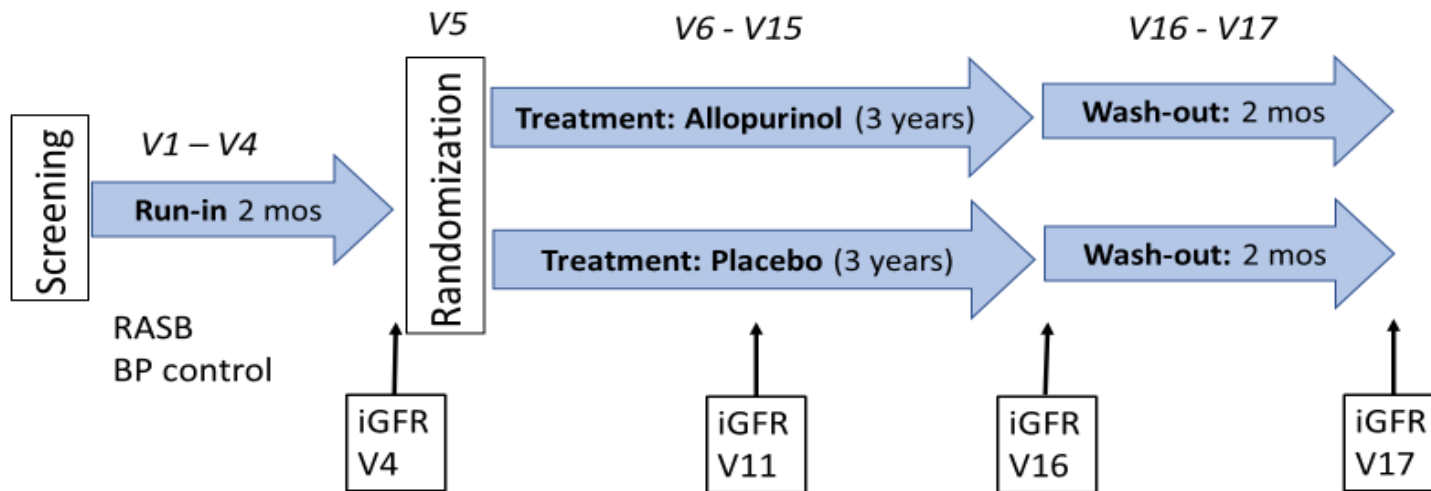 V5
V6 - V15
V16 - V17
Screening
V1 – V4
Run-in 2 mos
RASB
BP control
Randomization
Treatment: Allopurinol (3 years)
Wash-out: 2 mos
Treatment: Placebo (3 years)
Wash-out: 2 mos
iGFR
V4
iGFR
V11
iGFR
V16
iGFR
V17